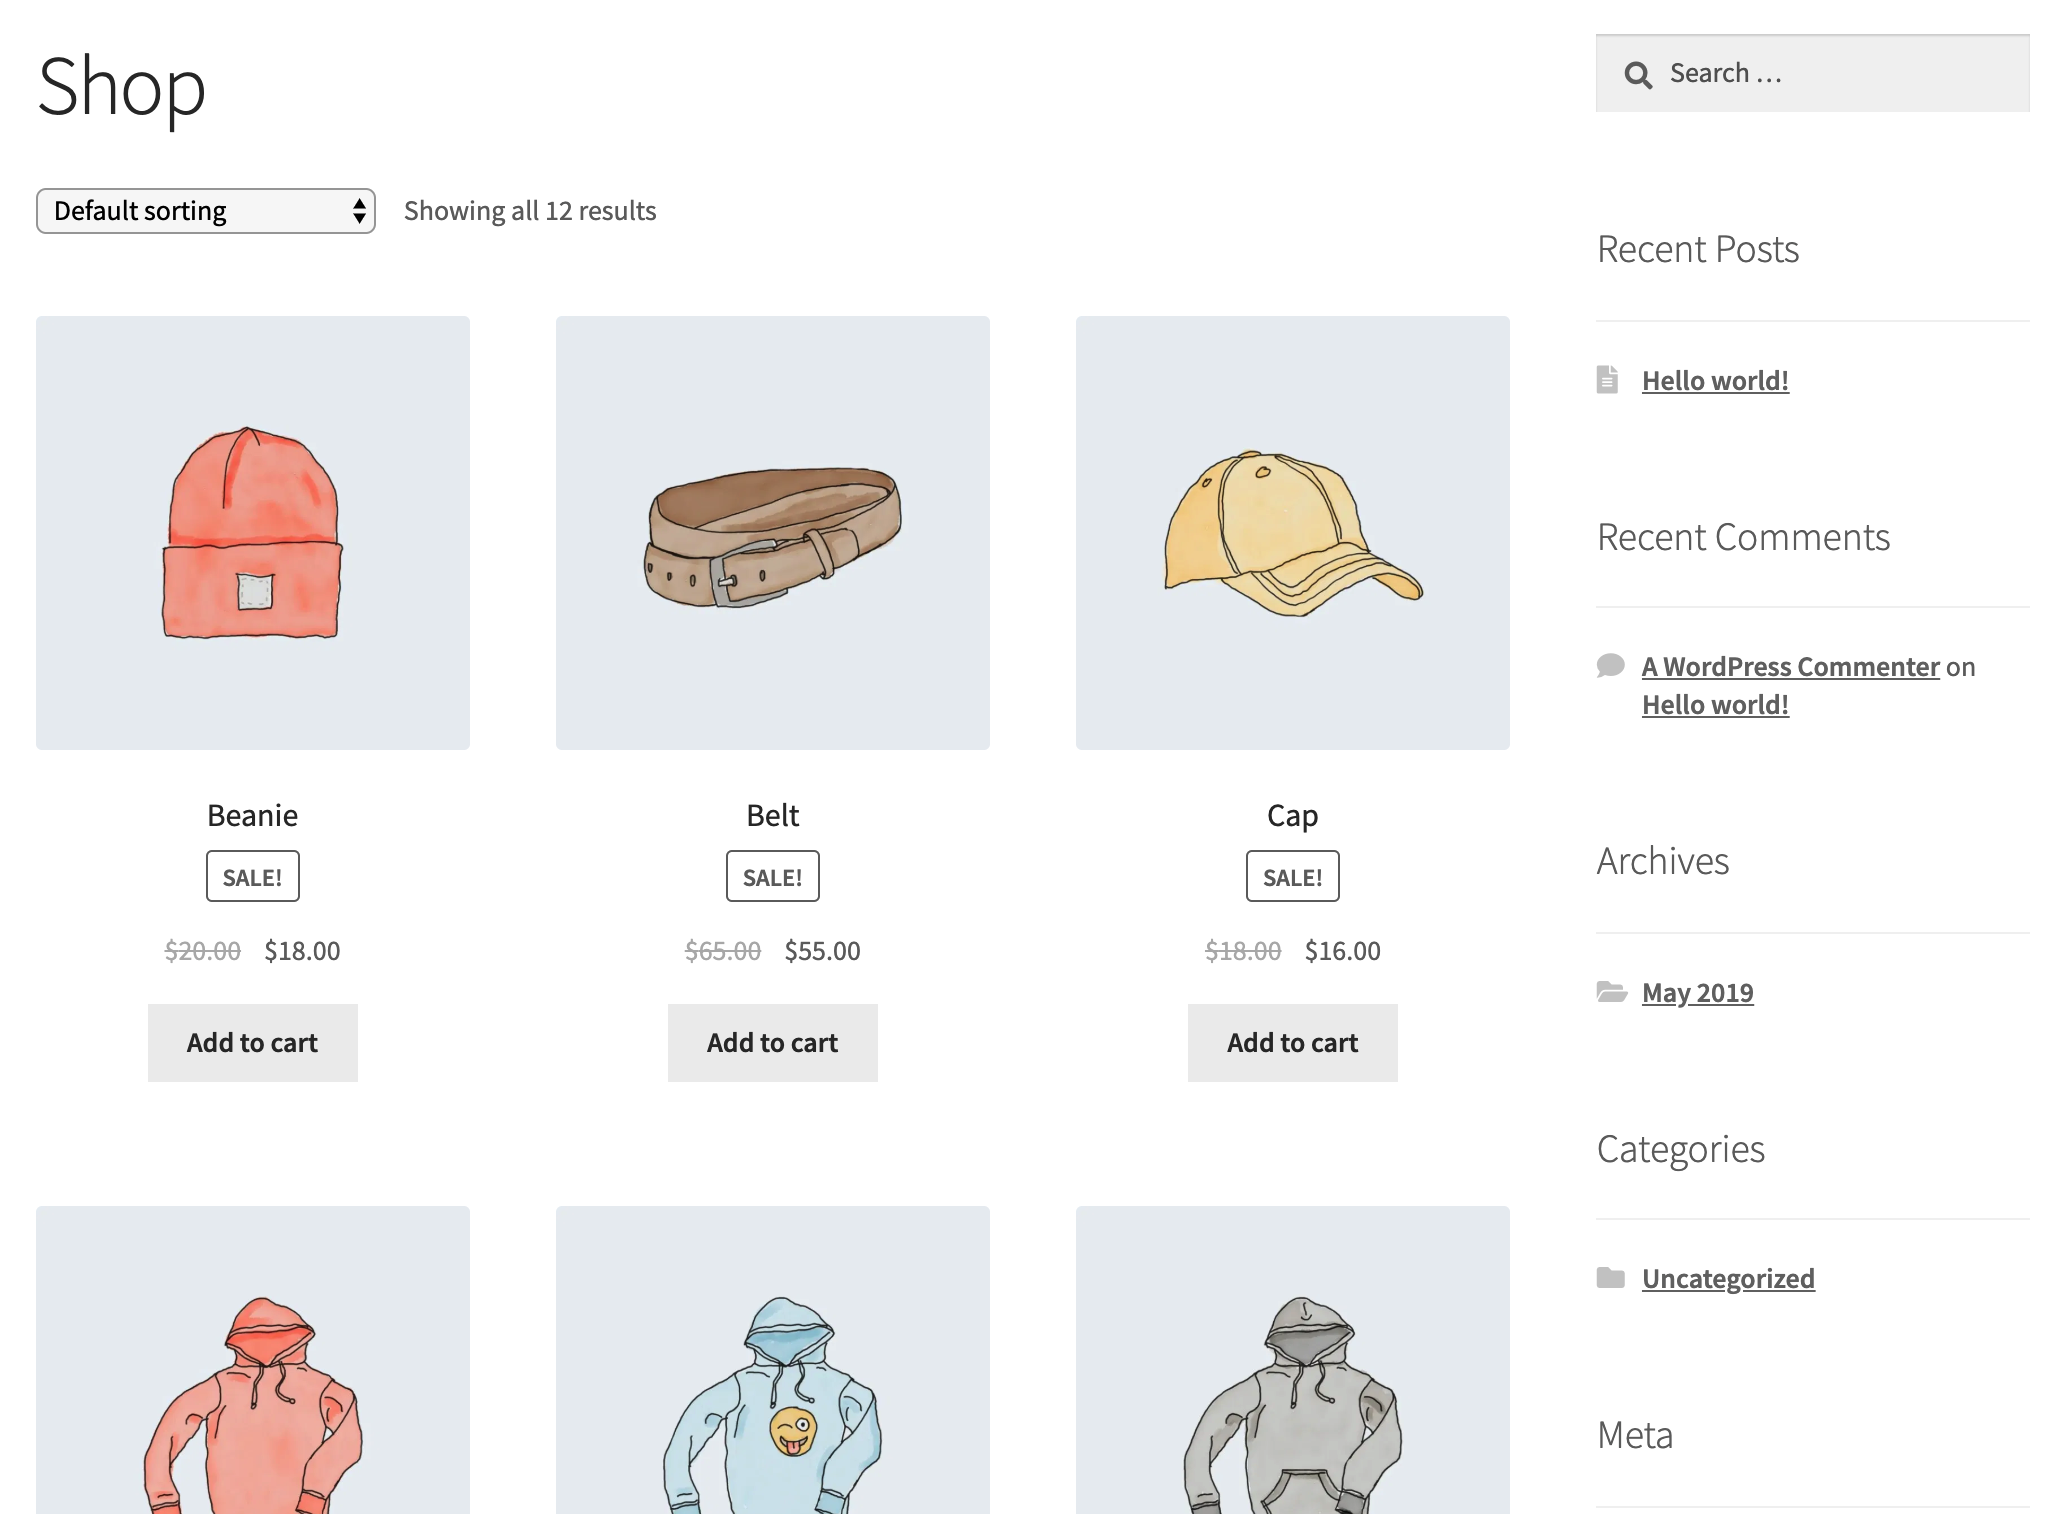 Shop
Search …
Default sorting
Showing all 12 results
Beanie
SALE!
$20.00 $18.00
Add to cart
Belt
SALE!
$65.00 $55.00
Add to cart
Cap
SALE!
$18.00 $16.00
Add to cart
Recent Posts
Hello world!
Recent Comments
A WordPress Commenter on
Hello world!
Archives
May 2019
Categories
Uncategorized
Meta